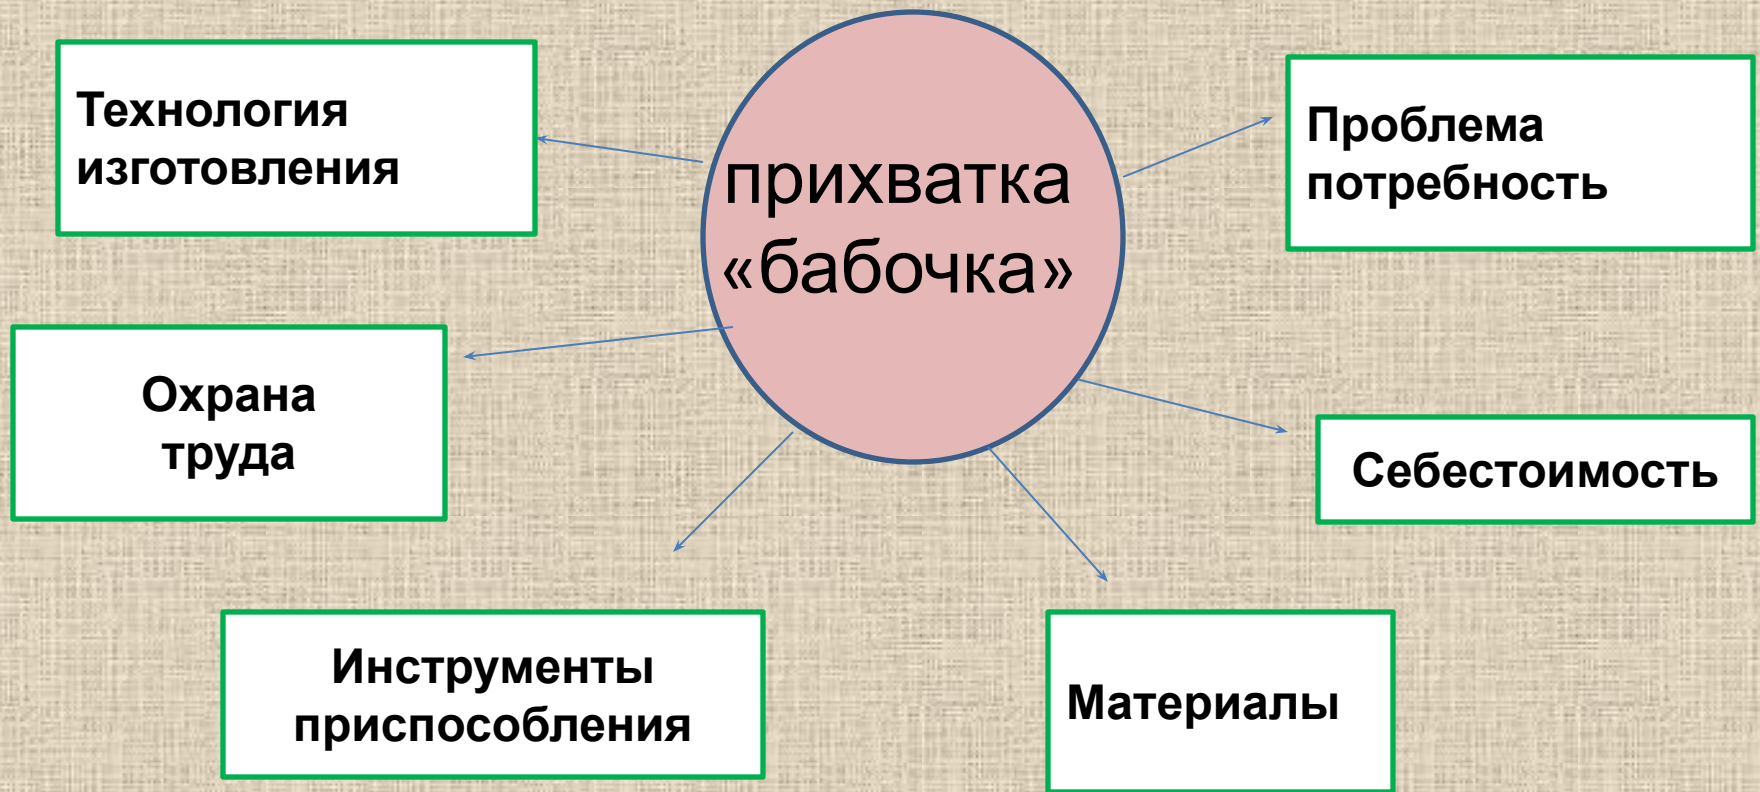 Технология
изготовления
прихватка
«бабочка»
Проблема
потребность
Охрана
труда
Себестоимость
Инструменты
приспособления
Материалы